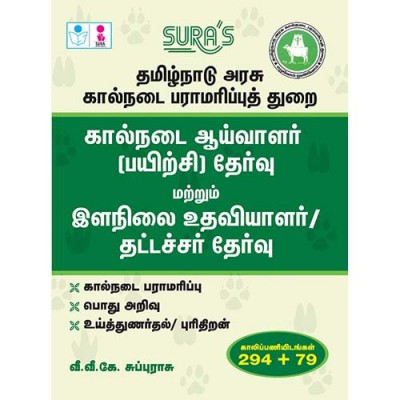 SURA'S
தமிழ்நாடு அரசு
கால்நடை பராமரிப்புத் துறை
கால்நடை ஆய்வாளர்
(பயிற்சி) தேர்வு
மற்றும்
இளநிலை உதவியாளர்/
தட்டச்சர் தேர்வு
கால்நடை பராமரிப்பு
பொது அறிவு
உய்த்துணர்தல்/ புரிதிறன்
காலிப்பணியிடங்கள்
294 + 79
வீ.வீ.கே. சுப்புராசு